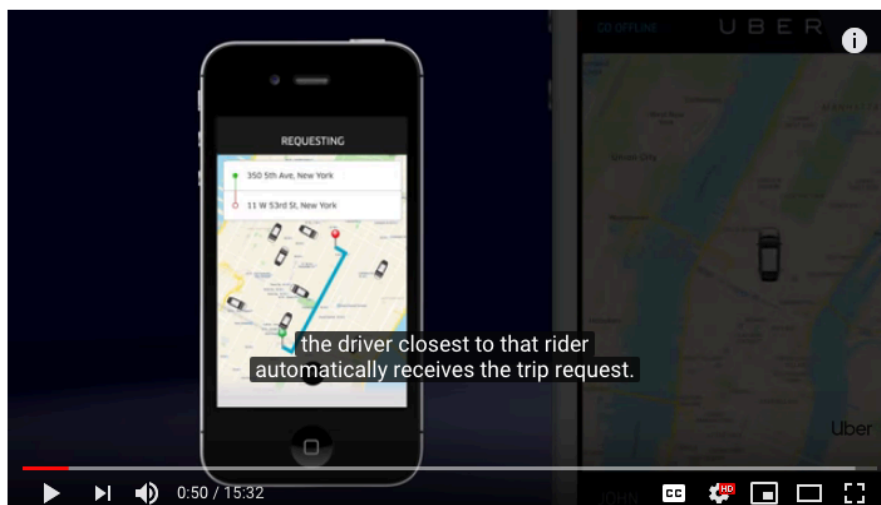 GO OFFLINE
UBER
i
REQUESTING
350 5th Ave, New York
11 W 53rd St, New York
the driver closest to that rider
automatically receives the trip request.
Uber
0:50 / 15:32
JOHN
CC
HD